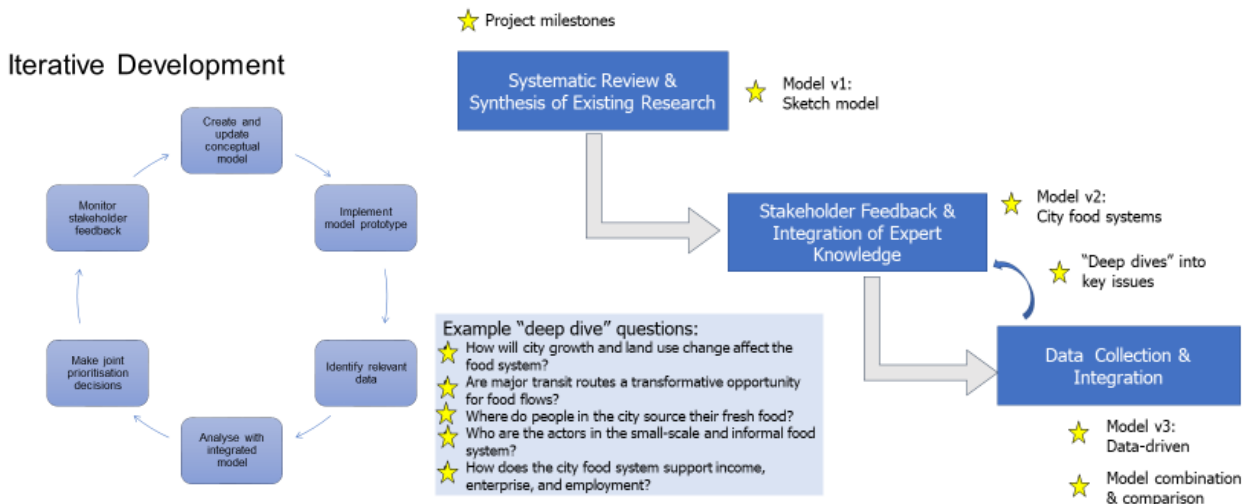 Iterative Development
Create and
update
conceptual
model
Implement
model prototype
Identify relevant
data
Analyse with
integrated
model
Make joint
prioritisation
decisions
Monitor
stakeholder
feedback
Project milestones
Systematic Review &
Synthesis of Existing Research
Model v1:
Sketch model
Stakeholder Feedback &
Integration of Expert
Knowledge
Model v2:
City food systems
“Deep dives” into
key issues
Data Collection &
Integration
Model v3:
Data-driven
Model combination
& comparison
Example “deep dive” questions:
How will city growth and land use change affect the
food system?
Are major transit routes a transformative opportunity
for food flows?
Where do people in the city source their fresh food?
Who are the actors in the small-scale and informal food
system?
How does the city food system support income,
enterprise, and employment?